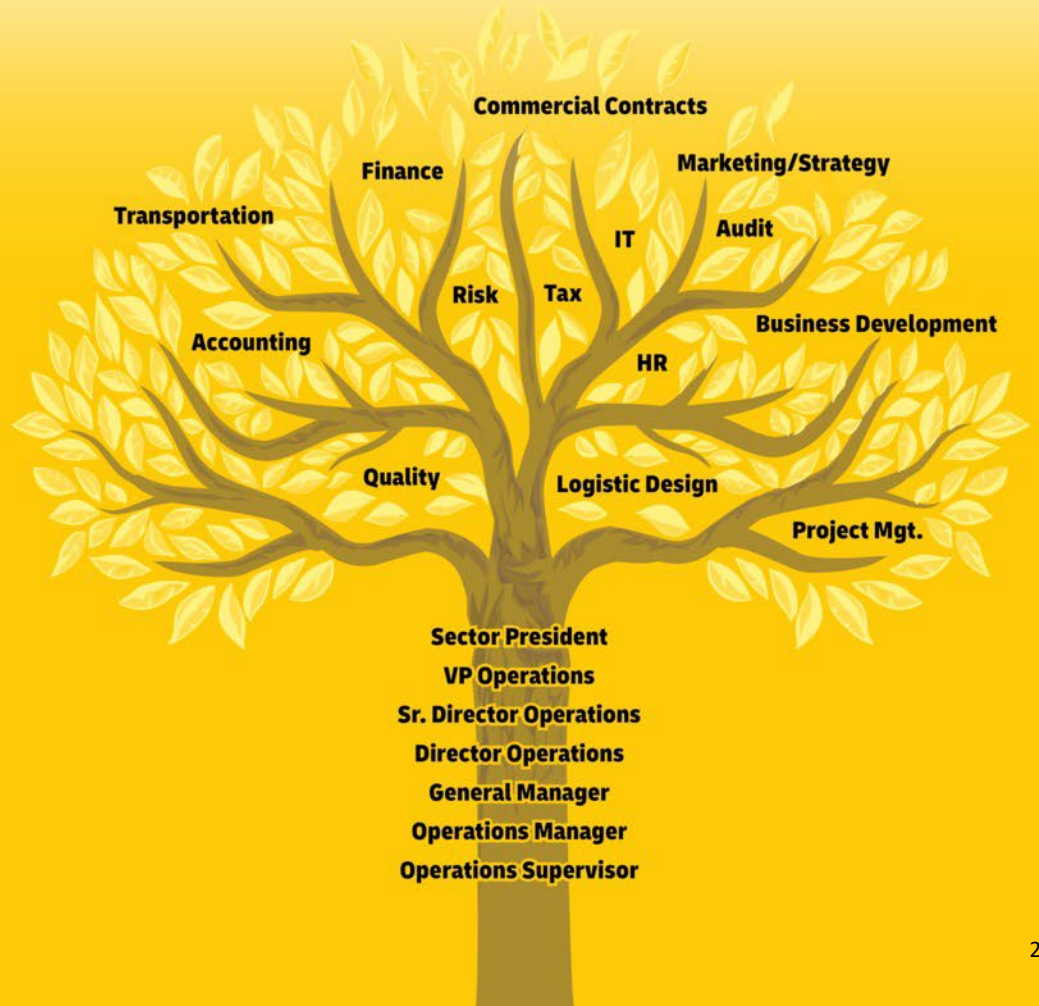 Commercial Contracts
Finance
Marketing/Strategy
Transportation
Audit
IT
Risk
Tax
Business Development
Accounting
HR
Quality
Logistic Design
Project Mgt.
Sector President
VP Operations
Sr. Director Operations
Director Operations
General Manager
Operations Manager
Operations Supervisor
2